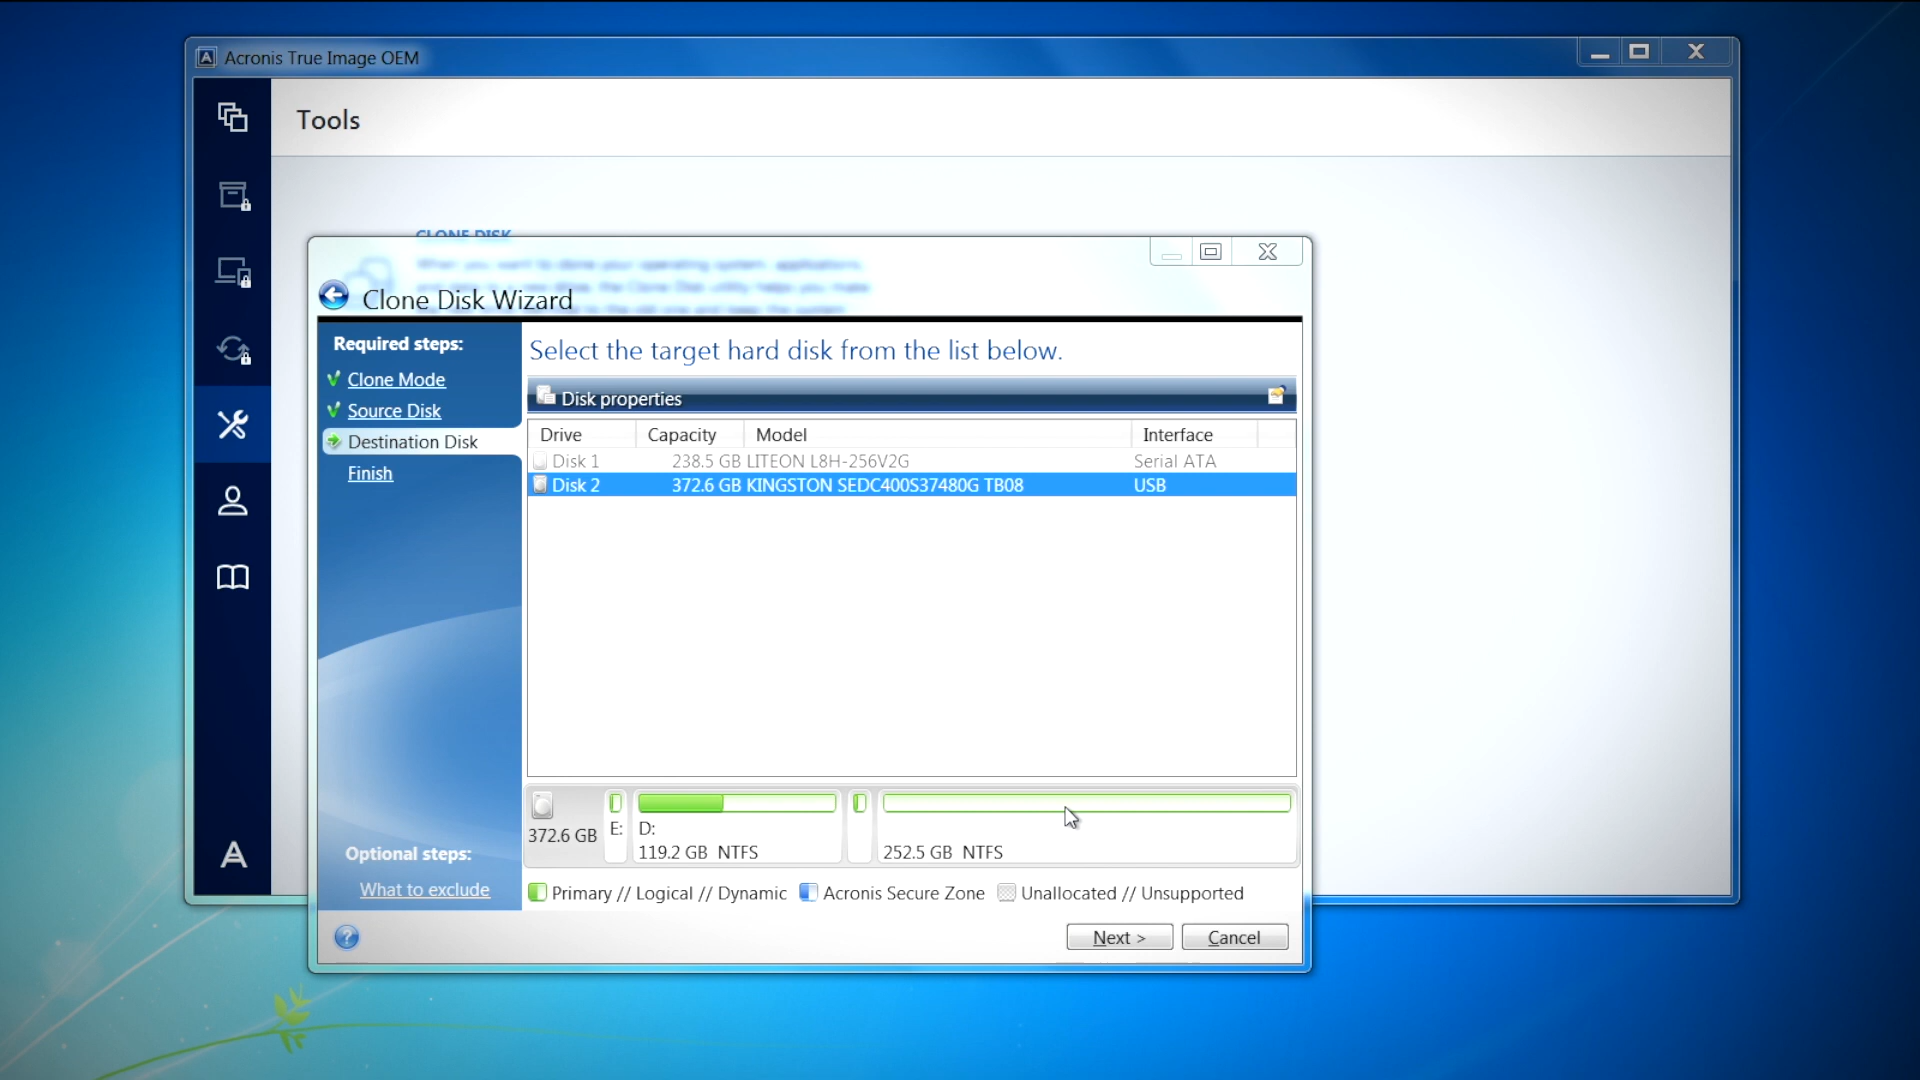 Acronis True Image OEM
Tools
CLONE DISK
Clone Disk Wizard
Required steps:
Clone Mode
Source Disk
Destination Disk
Finish
Select the target hard disk from the list below.
Disk properties
Drive Capacity Model Interface
Disk 1 238.5 GB LITEON L8H-256V2G Serial ATA
Disk 2 372.6 GB KINGSTON SEDC400S37480G TB08 USB
372.6 GB
E:
D:
119.2 GB NTFS
252.5 GB NTFS
Primary // Logical // Dynamic Acronis Secure Zone Unallocated // Unsupported
Optional steps:
What to exclude
Next > Cancel